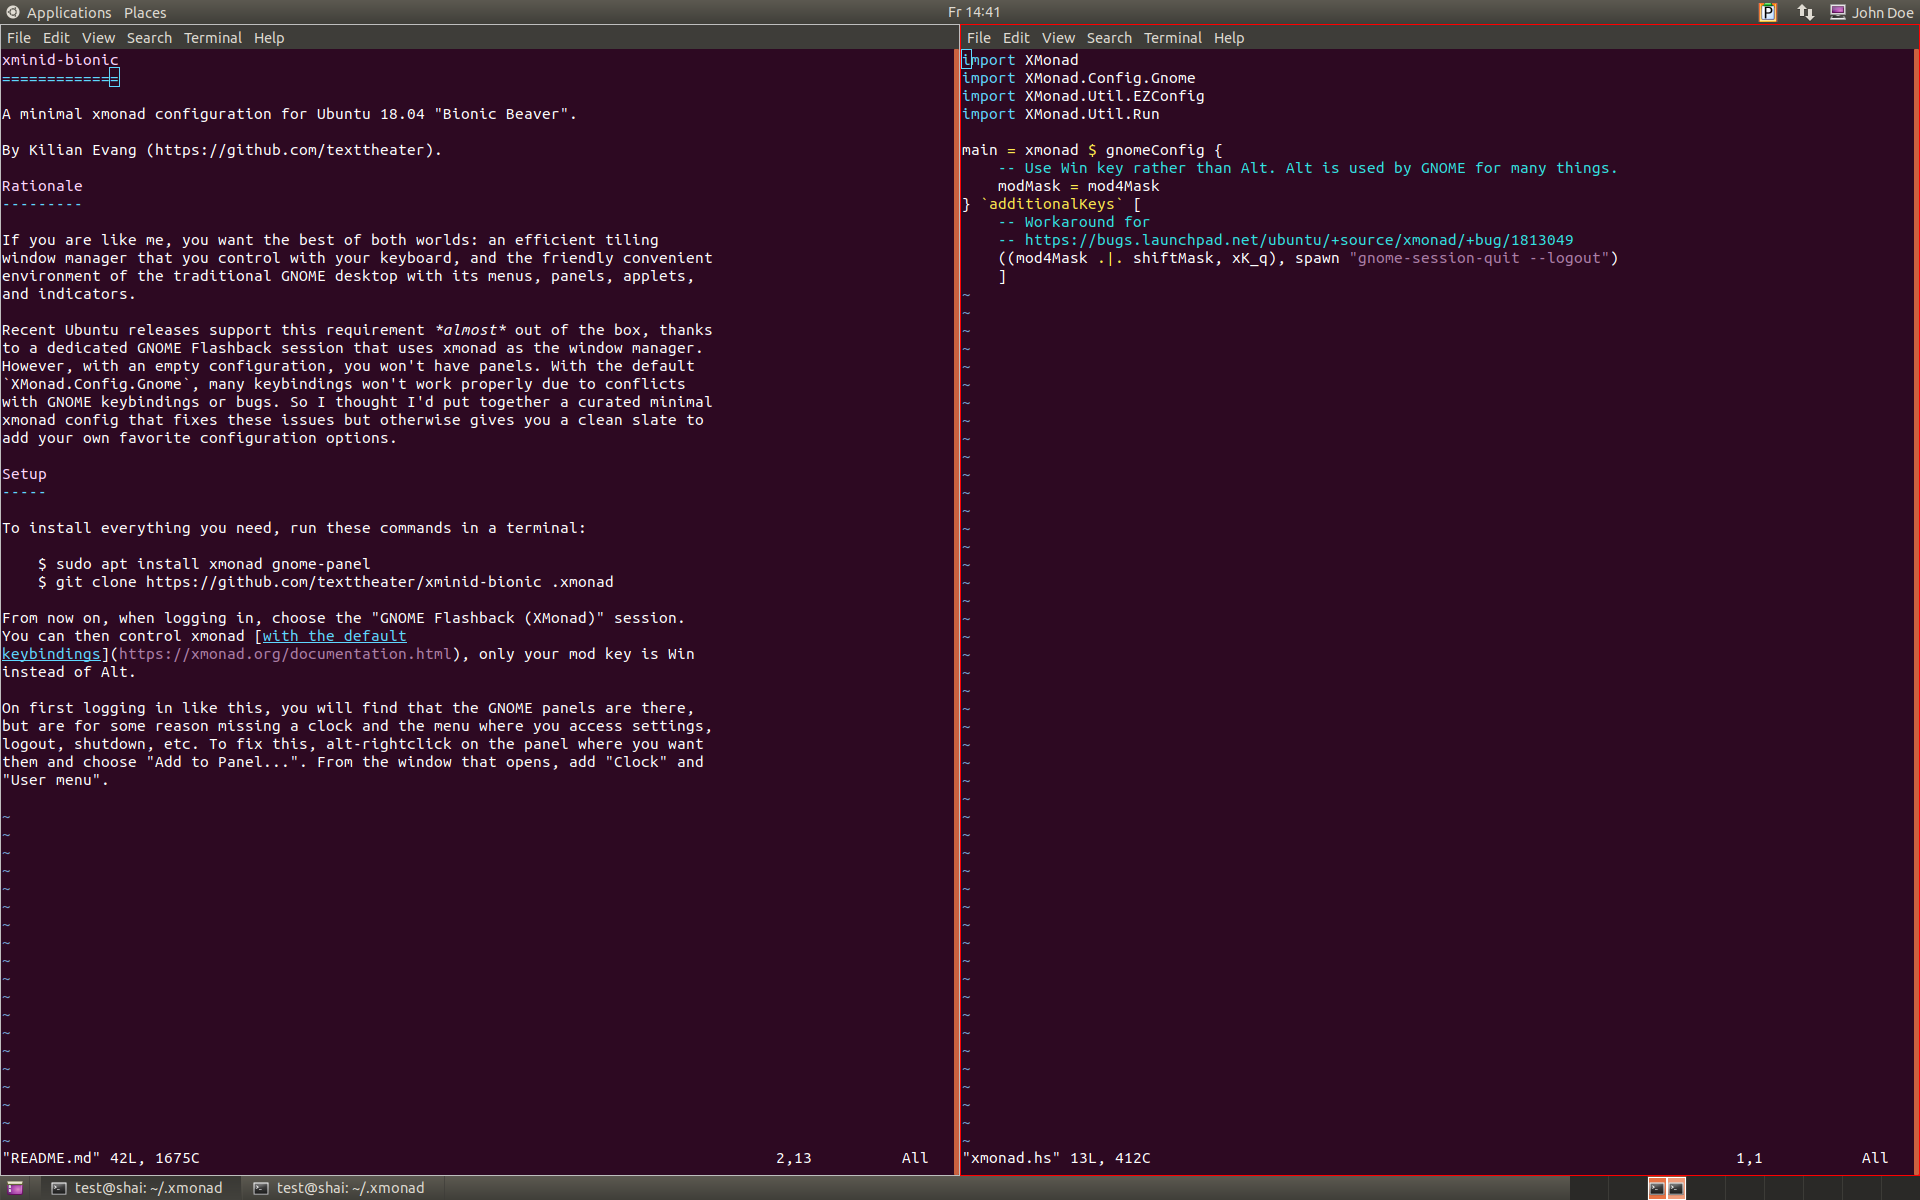 Applications Places Fr 14:41 John Doe
File Edit View Search Terminal Help
xminid-bionic
=============

A minimal xmonad configuration for Ubuntu 18.04 "Bionic Beaver".

By Kilian Evang (https://github.com/texttheater).

Rationale
---------

If you are like me, you want the best of both worlds: an efficient tiling
window manager that you control with your keyboard, and the friendly convenient
environment of the traditional GNOME desktop with its menus, panels, applets,
and indicators.

Recent Ubuntu releases support this requirement *almost* out of the box, thanks
to a dedicated GNOME Flashback session that uses xmonad as the window manager.
However, with an empty configuration, you won't have panels. With the default
`XMonad.Config.Gnome`, many keybindings won't work properly due to conflicts
with GNOME keybindings or bugs. So I thought I'd put together a curated minimal
xmonad config that fixes these issues but otherwise gives you a clean slate to
add your own favorite configuration options.

Setup
-----

To install everything you need, run these commands in a terminal:

    $ sudo apt install xmonad gnome-panel
    $ git clone https://github.com/texttheater/xminid-bionic .xmonad

From now on, when logging in, choose the "GNOME Flashback (XMonad)" session.
You can then control xmonad [with the default
keybindings](https://xmonad.org/documentation.html), only your mod key is Win
instead of Alt.

On first logging in like this, you will find that the GNOME panels are there,
but are for some reason missing a clock and the menu where you access settings,
logout, shutdown, etc. To fix this, alt-rightclick on the panel where you want
them and choose "Add to Panel...". From the window that opens, add "Clock" and
"User menu".

"README.md" 42L, 1675C 2,13 All
File Edit View Search Terminal Help
import XMonad
import XMonad.Config.Gnome
import XMonad.Util.EZConfig
import XMonad.Util.Run

main = xmonad $ gnomeConfig {
    -- Use Win key rather than Alt. Alt is used by GNOME for many things.
    modMask = mod4Mask
} `additionalKeys` [
    -- Workaround for
    -- https://bugs.launchpad.net/ubuntu/+source/xmonad/+bug/1813049
    ((mod4Mask .|. shiftMask, xK_q), spawn "gnome-session-quit --logout")
    ]
"xmonad.hs" 13L, 412C 1,1 All
test@shai: ~/.xmonad test@shai: ~/.xmonad